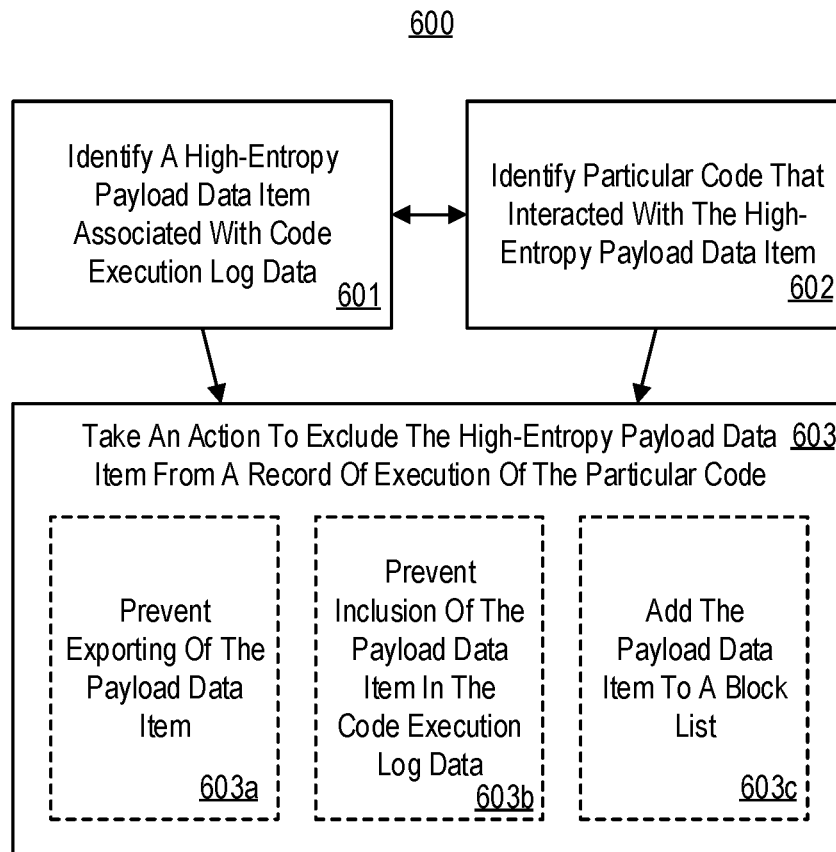 600
Identify A High-Entropy
Payload Data Item
Associated With Code
Execution Log Data
601
Identify Particular Code That
Interacted With The High-
Entropy Payload Data Item
602
Take An Action To Exclude The High-Entropy Payload Data 603
Item From A Record Of Execution Of The Particular Code
Prevent
Exporting Of The
Payload Data
Item
603a
Prevent
Inclusion Of The
Payload Data
Item In The
Code Execution
Log Data
603b
Add The
Payload Data
Item To A Block
List
603c